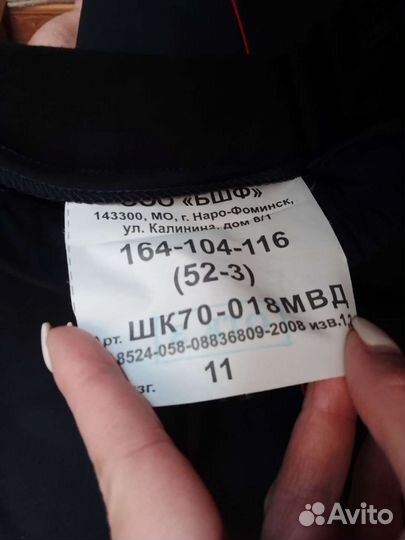 ООО «БШФ»
143300, МО, г. Наро-Фоминск,
ул. Калинина, дом 8/1
164-104-116
(52-3)
Арт. ШК70-018МВД
8524-058-08836809-2008 изв.
11
Avito